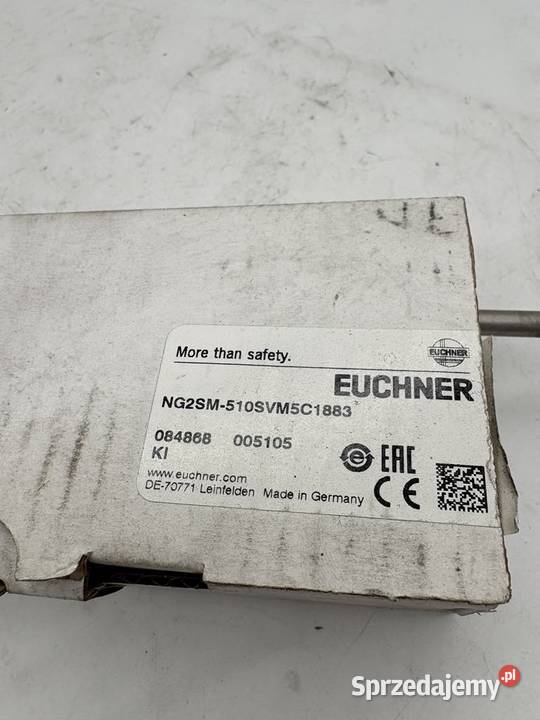 More than safety.
EUCHNER
EUCHNER
NG2SM-510SVM5C1883
084868 005105
KI
EAC
CE
www.euchner.com
DE-70771 Leinfelden Made in Germany
Sprzedajemy.pl